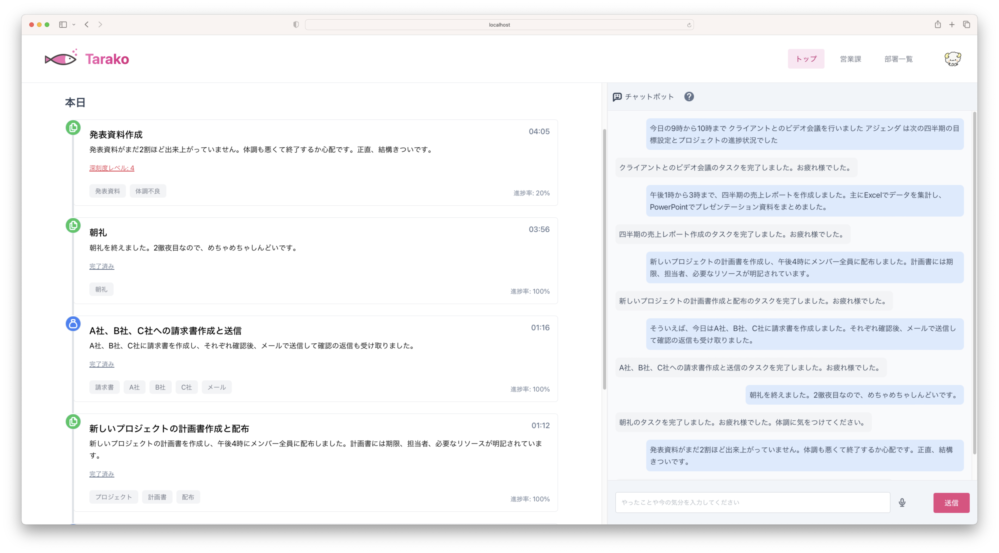 localhost
Tarako
トップ
営業課
部署一覧
本日
発表資料作成
04:05
発表資料がまだ2割ほど出来上がっていません。体調も悪くて終了するか心配です。正直、結構きついです。
深刻度レベル: 4
発表資料
体調不良
進捗率: 20%
朝礼
03:56
朝礼を終えました。2徹夜目なので、めちゃめちゃしんどいです。
完了済み
朝礼
進捗率: 100%
A社、B社、C社への請求書作成と送信
01:16
A社、B社、C社に請求書を作成し、それぞれ確認後、メールで送信して確認の返信も受け取りました。
完了済み
請求書
A社
B社
C社
メール
進捗率: 100%
新しいプロジェクトの計画書作成と配布
01:12
新しいプロジェクトの計画書を作成し、午後4時にメンバー全員に配布しました。計画書には期限、担当者、必要なリソースが明記されていま
す。
完了済み
プロジェクト
計画書
配布
進捗率: 100%
チャットボット
?
今日の9時から10時まで クライアントとのビデオ会議を行いました アジェンダ は次の四半期の目
標設定とプロジェクトの進捗状況でした
クライアントとのビデオ会議のタスクを完了しました。お疲れ様でした。
午後1時から3時まで、四半期の売上レポートを作成しました。主にExcelでデータを集計し、
PowerPointでプレゼンテーション資料をまとめました。
四半期の売上レポート作成のタスクを完了しました。お疲れ様でした。
新しいプロジェクトの計画書を作成し、午後4時にメンバー全員に配布しました。計画書には期
限、担当者、必要なリソースが明記されています。
新しいプロジェクトの計画書作成と配布のタスクを完了しました。お疲れ様でした。
そういえば、今日はA社、B社、C社に請求書を作成しました。それぞれ確認後、メールで送信し
て確認の返信も受け取りました。
A社、B社、C社への請求書作成と送信のタスクを完了しました。お疲れ様でした。
朝礼を終えました。2徹夜目なので、めちゃめちゃしんどいです。
朝礼のタスクを完了しました。お疲れ様でした。体調に気をつけてください。
発表資料がまだ2割ほど出来上がっていません。体調も悪くて終了するか心配です。正直、結構
きついです。
やったことや今の気分を入力してください
送信